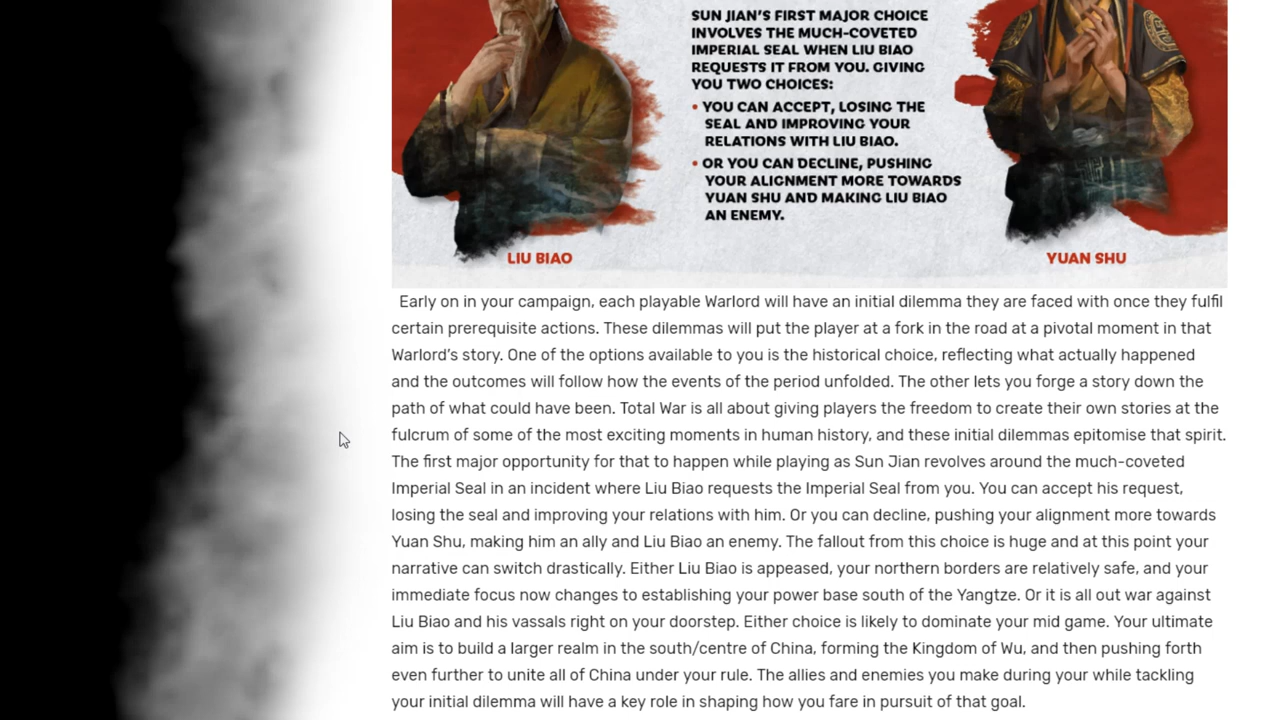 SUN JIAN'S FIRST MAJOR CHOICE
INVOLVES THE MUCH-COVETED
IMPERIAL SEAL WHEN LIU BIAO
REQUESTS IT FROM YOU. GIVING
YOU TWO CHOICES:
• YOU CAN ACCEPT, LOSING THE
SEAL AND IMPROVING YOUR
RELATIONS WITH LIU BIAO.
• OR YOU CAN DECLINE, PUSHING
YOUR ALIGNMENT MORE TOWARDS
YUAN SHU AND MAKING LIU BIAO
AN ENEMY.
LIU BIAO
YUAN SHU
Early on in your campaign, each playable Warlord will have an initial dilemma they are faced with once they fulfil
certain prerequisite actions. These dilemmas will put the player at a fork in the road at a pivotal moment in that
Warlord's story. One of the options available to you is the historical choice, reflecting what actually happened
and the outcomes will follow how the events of the period unfolded. The other lets you forge a story down the
path of what could have been. Total War is all about giving players the freedom to create their own stories at the
fulcrum of some of the most exciting moments in human history, and these initial dilemmas epitomise that spirit.
The first major opportunity for that to happen while playing as Sun Jian revolves around the much-coveted
Imperial Seal in an incident where Liu Biao requests the Imperial Seal from you. You can accept his request,
losing the seal and improving your relations with him. Or you can decline, pushing your alignment more towards
Yuan Shu, making him an ally and Liu Biao an enemy. The fallout from this choice is huge and at this point your
narrative can switch drastically. Either Liu Biao is appeased, your northern borders are relatively safe, and your
immediate focus now changes to establishing your power base south of the Yangtze. Or it is all out war against
Liu Biao and his vassals right on your doorstep. Either choice is likely to dominate your mid game. Your ultimate
aim is to build a larger realm in the south/centre of China, forming the Kingdom of Wu, and then pushing forth
even further to unite all of China under your rule. The allies and enemies you make during your while tackling
your initial dilemma will have a key role in shaping how you fare in pursuit of that goal.